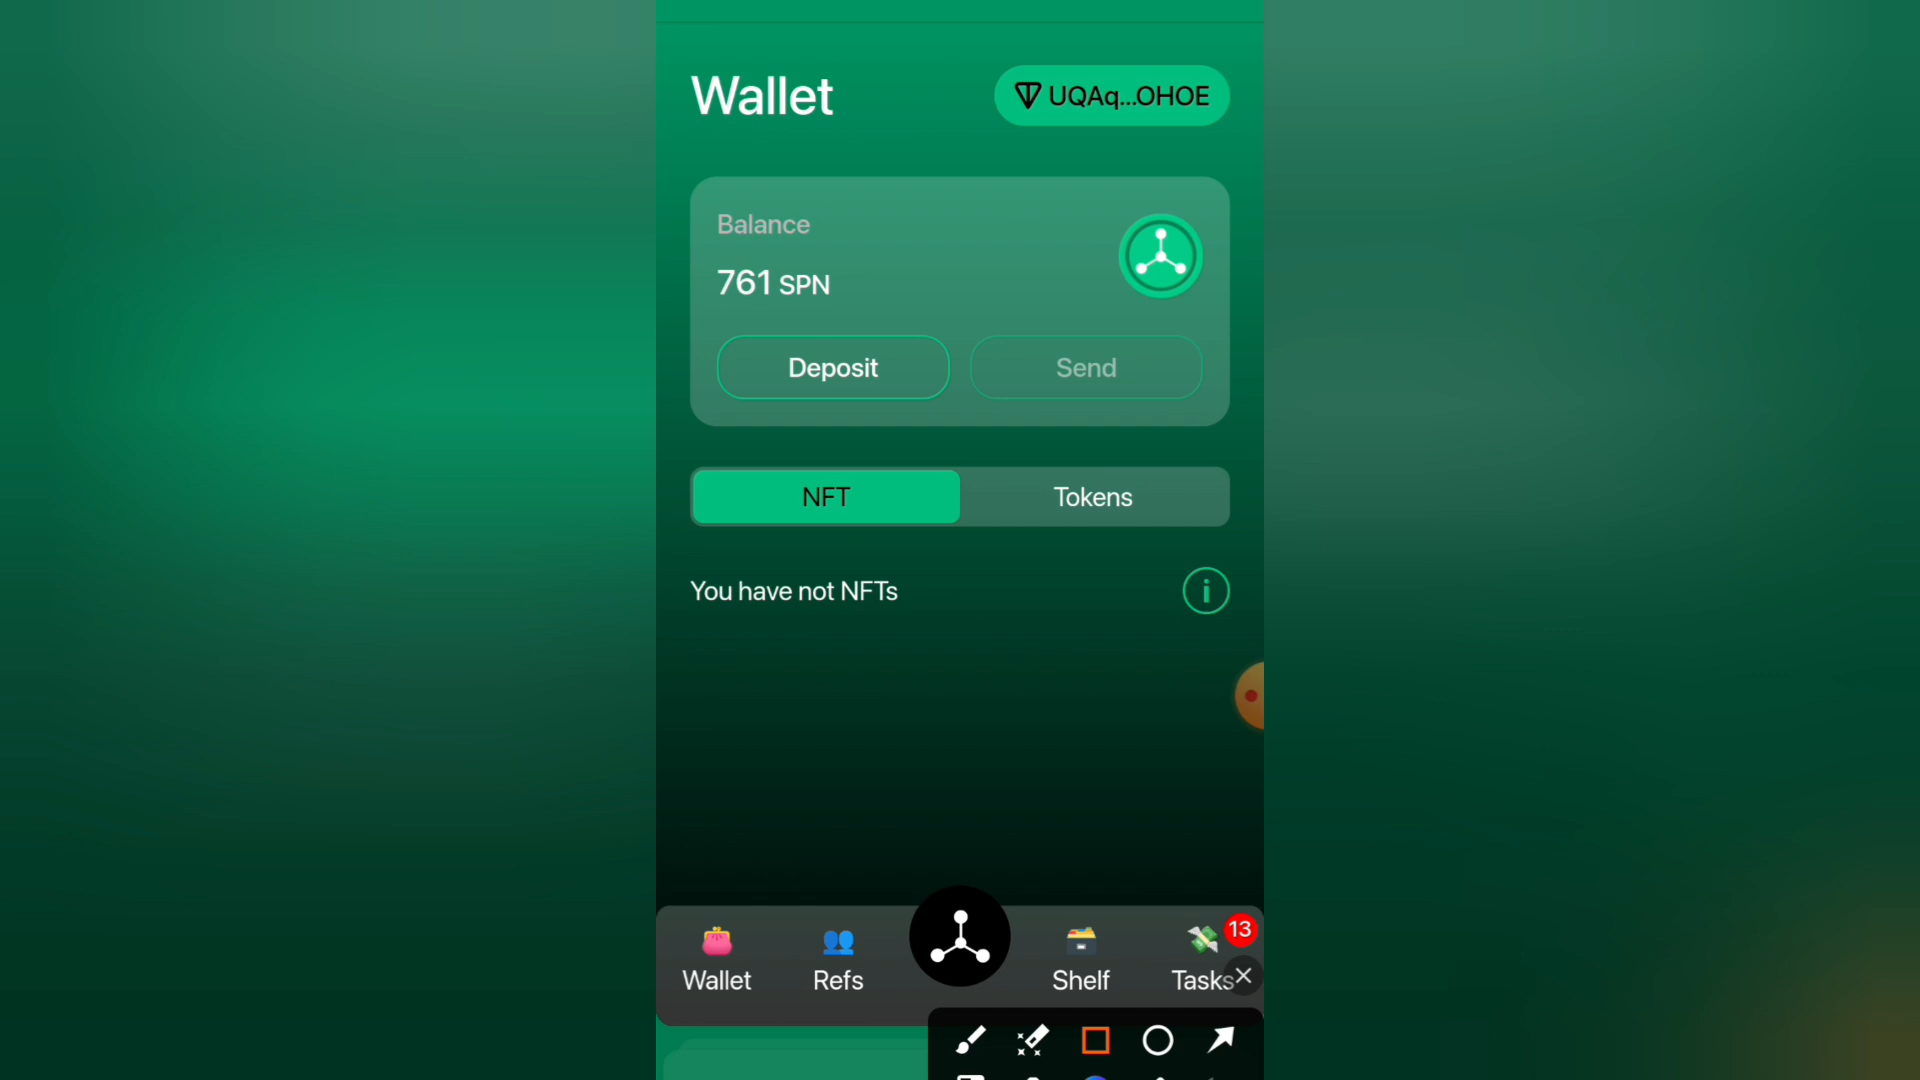 Wallet
UQAq...OHOE
Balance
761 SPN
Deposit
Send
NFT
Tokens
You have not NFTs
13
Wallet
Refs
Shelf
Tasks